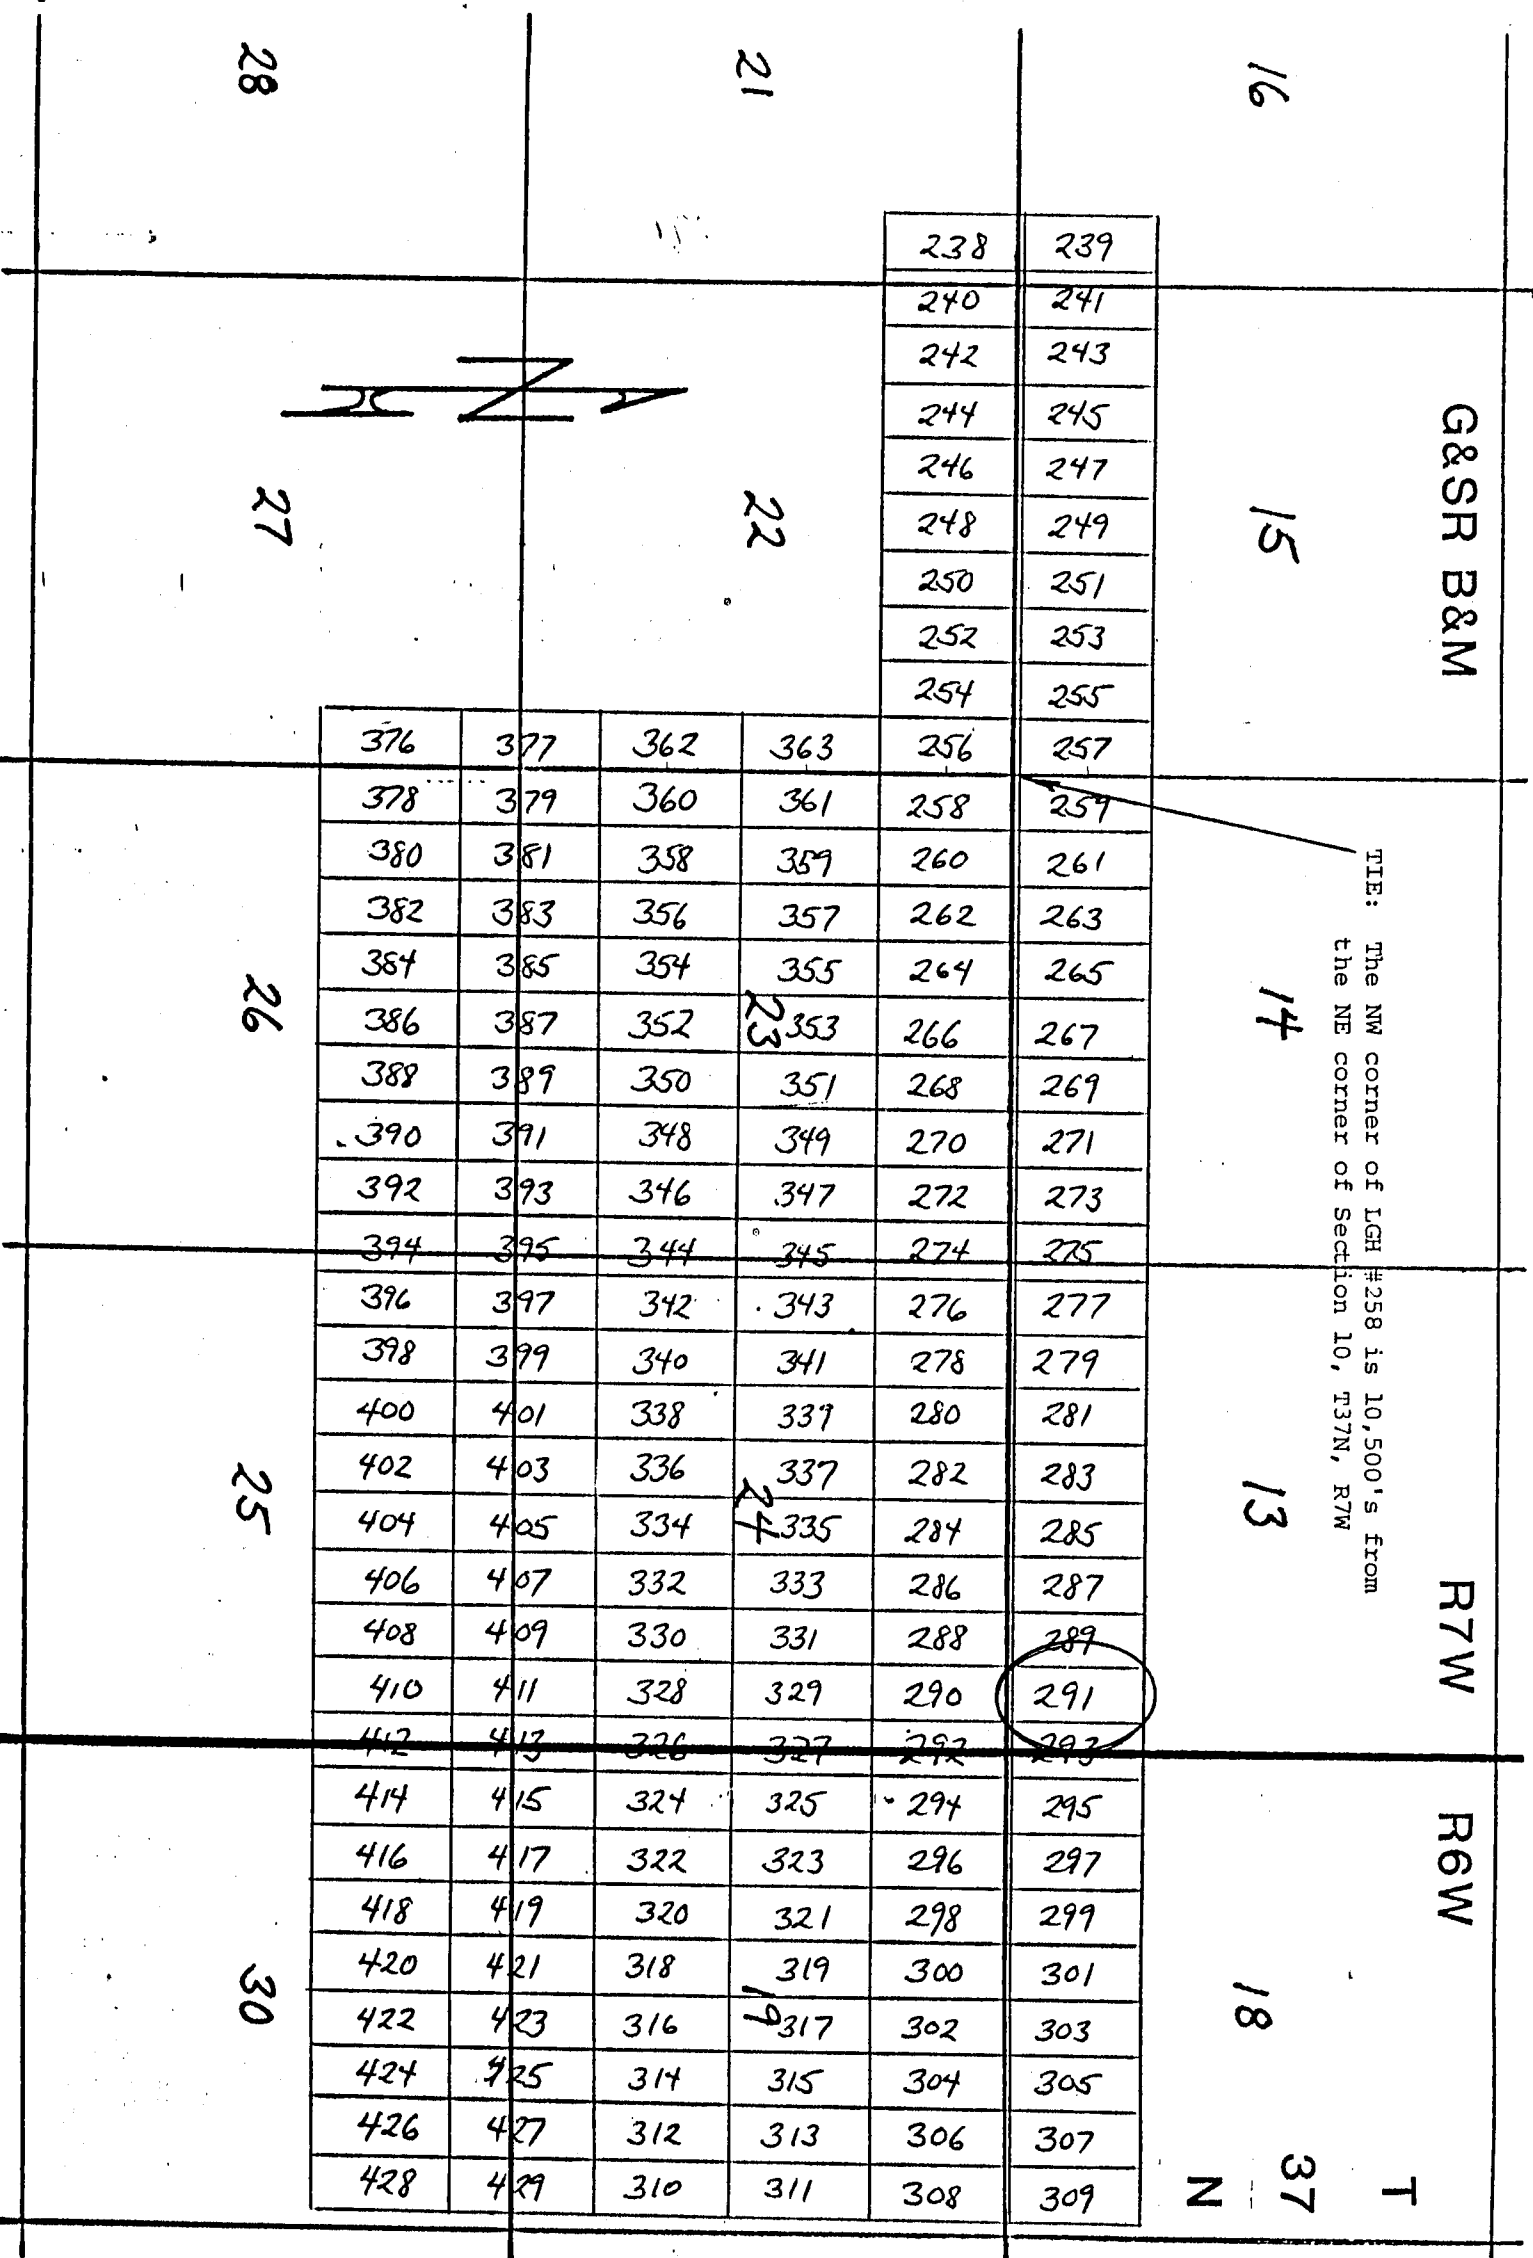 G&SR B&M
R7W
R6W
T
37
N
TIE: The NW corner of LGH #258 is 10,500's from
the NE corner of Section 10, T37N, R7W
16
15
14
13
18
21
22
23
24
19
28
27
26
25
30
N
238 239
240 241
242 243
244 245
246 247
248 249
250 251
252 253
254 255
376 377 362 363 256 257
378 379 360 361 258 259
380 381 358 359 260 261
382 383 356 357 262 263
384 385 354 355 264 265
386 387 352 353 266 267
388 389 350 351 268 269
390 391 348 349 270 271
392 393 346 347 272 273
394 395 344 345 274 275
396 397 342 343 276 277
398 399 340 341 278 279
400 401 338 339 280 281
402 403 336 337 282 283
404 405 334 335 284 285
406 407 332 333 286 287
408 409 330 331 288 289
410 411 328 329 290 291
412 413 326 327 292 293
414 415 324 325 294 295
416 417 322 323 296 297
418 419 320 321 298 299
420 421 318 319 300 301
422 423 316 317 302 303
424 425 314 315 304 305
426 427 312 313 306 307
428 429 310 311 308 309